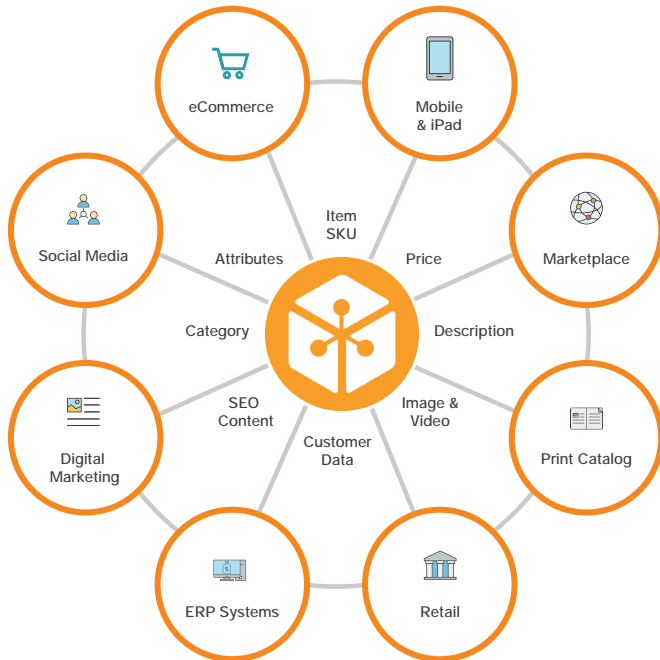 eCommerce
Mobile
& iPad
Item
SKU
Social Media
Attributes
Price
Marketplace
Category
Description
SEO
Content
Image &
Video
Customer
Data
Digital
Marketing
Print Catalog
ERP Systems
Retail